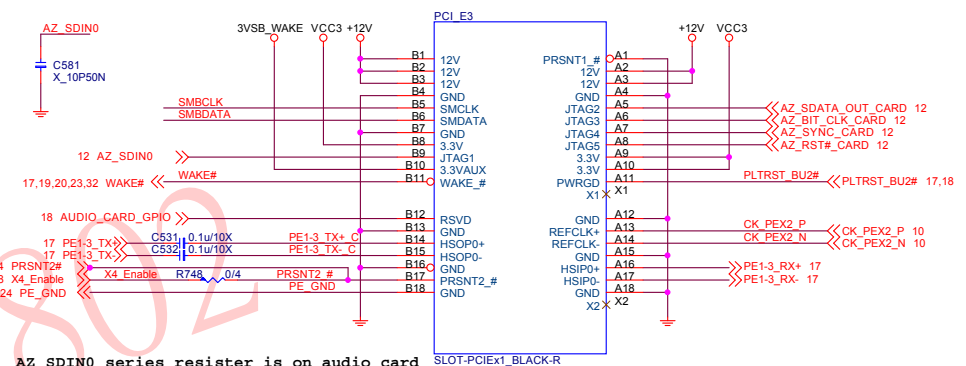 PCI_E3
AZ_SDIN0
3VSB_WAKE VCC3 +12V
+12V VCC3
C581
X_10P50N
B1 12V
B2 12V
B3 12V
B4 GND
SMBCLK B5 SMCLK
SMBDATA B6 SMDATA
B7 GND
B8 3.3V
12 AZ_SDIN0 B9 JTAG1
B10 3.3VAUX
17,19,20,23,32 WAKE# WAKE# B11 WAKE_#
PRSNT1_# A1
12V A2
12V A3
GND A4
JTAG2 A5 AZ_SDATA_OUT_CARD 12
JTAG3 A6 AZ_BIT_CLK_CARD 12
JTAG4 A7 AZ_SYNC_CARD 12
JTAG5 A8 AZ_RST#_CARD 12
3.3V A9
3.3V A10
PWRGD A11 PLTRST_BU2# PLTRST_BU2# 17,18
X1 X1
18 AUDIO_CARD_GPIO B12 RSVD
B13 GND
17 PE1-3_TX+ C531 0.1u/10X PE1-3_TX+_C B14 HSOP0+
17 PE1-3_TX- C532 0.1u/10X PE1-3_TX-_C B15 HSOP0-
B16 GND
4 PRSNT2# B17 PRSNT2_#
X4_Enable X4_Enable R748 0/4 PRSNT2_#
24 PE_GND PE_GND B18 GND
GND A12
REFCLK+ A13 CK_PEX2_P CK_PEX2_P 10
REFCLK- A14 CK_PEX2_N CK_PEX2_N 10
GND A15
HSIP0+ A16 PE1-3_RX+ 17
HSIP0- A17 PE1-3_RX- 17
GND A18
X2 X2
802
AZ_SDIN0 series resister is on audio card
SLOT-PCIEx1_BLACK-R